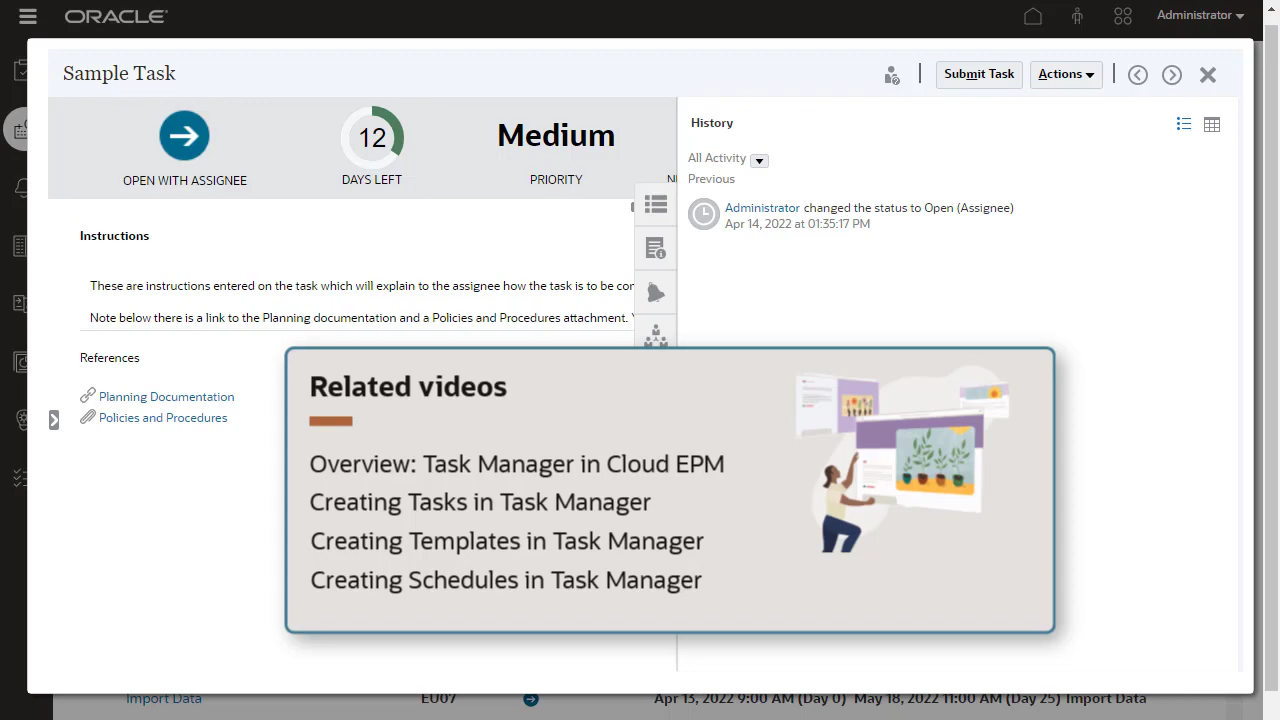 ORACLE
Administrator
Sample Task
Submit Task
Actions
12
Medium
OPEN WITH ASSIGNEE
DAYS LEFT
PRIORITY
History
All Activity
Previous
Administrator changed the status to Open (Assignee)
Apr 14, 2022 at 01:35:17 PM
Instructions
These are instructions entered on the task which will explain to the assignee how the task is to be
Note below there is a link to the Planning documentation and a Policies and Procedures attachment.
References
Planning Documentation
Policies and Procedures
Related videos
Overview: Task Manager in Cloud EPM
Creating Tasks in Task Manager
Creating Templates in Task Manager
Creating Schedules in Task Manager
Import Data EU07 Apr 13, 2022 9:00 AM (Day 0) May 18, 2022 11:00 AM (Day 25) Import Data